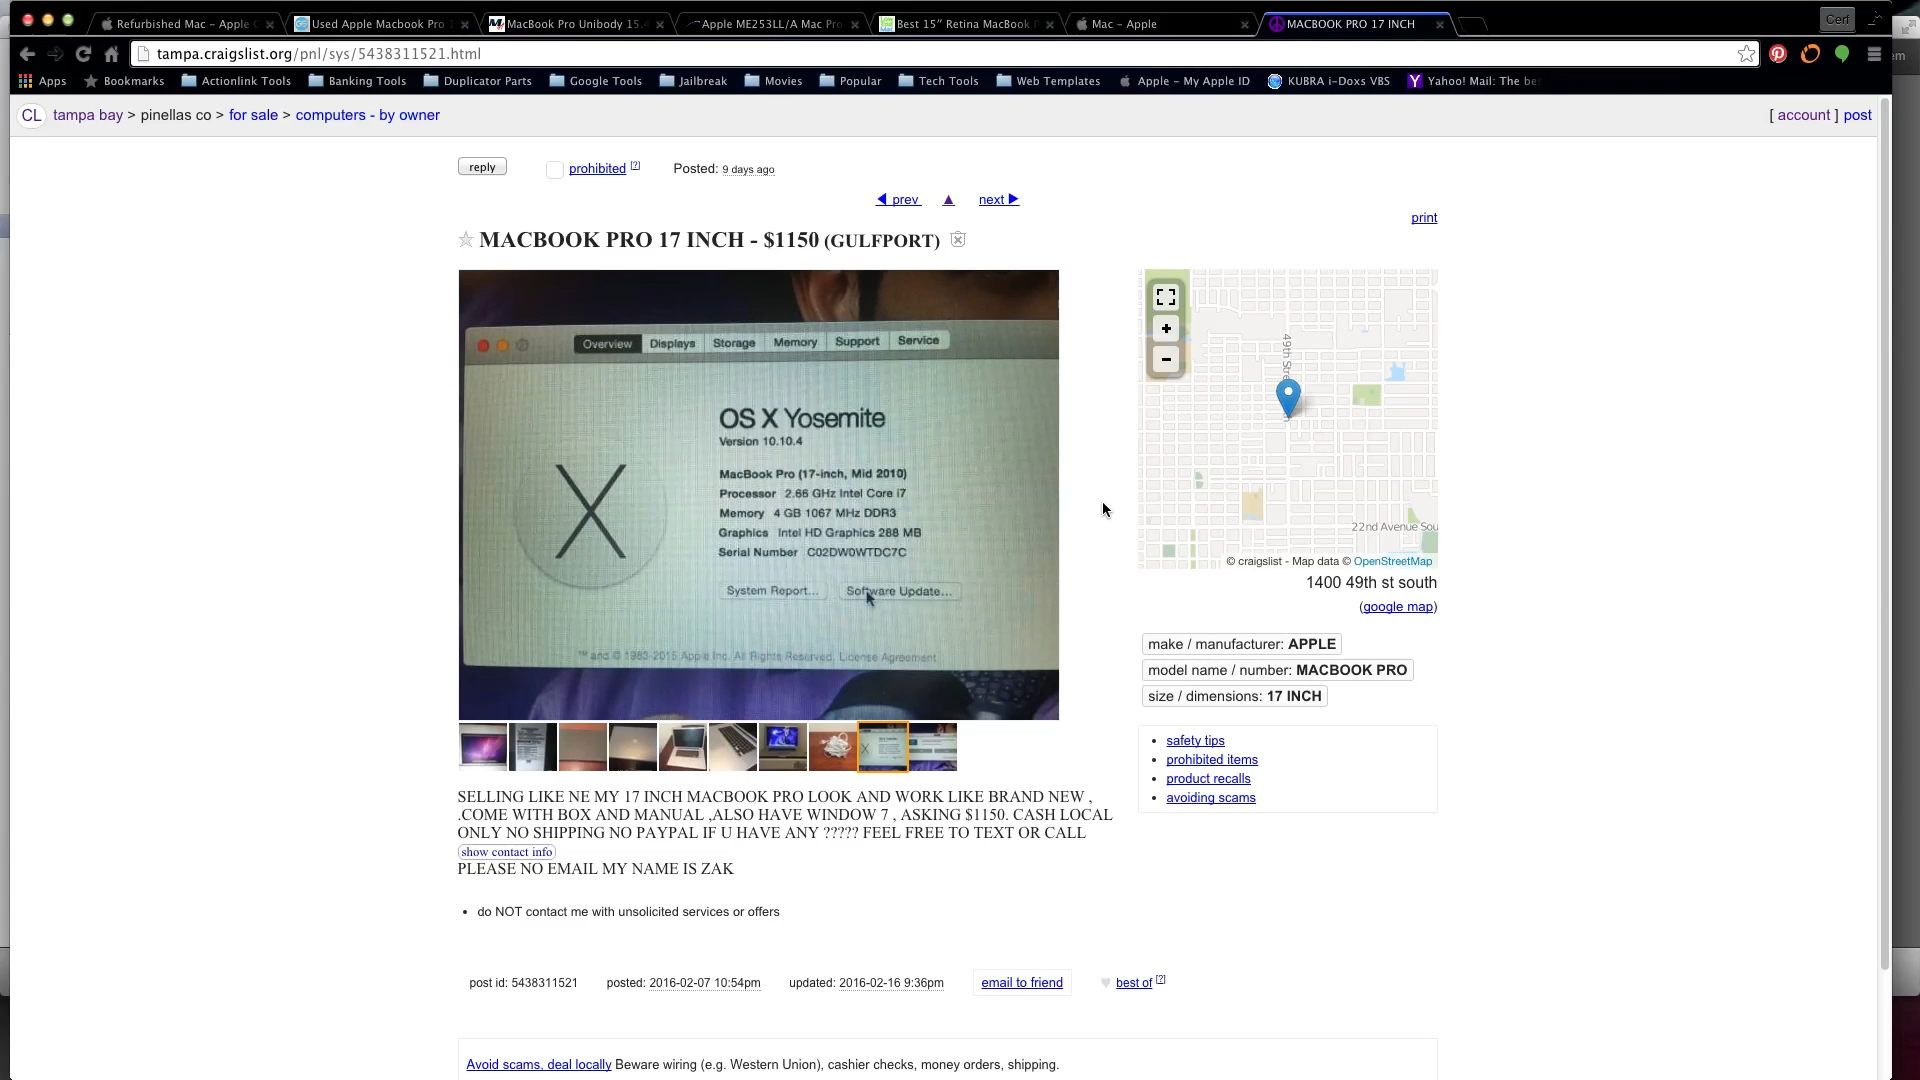 Refurbished Mac – Apple
Used Apple Macbook Pro
MacBook Pro Unibody 15.
Apple ME253LL/A Mac Pro
Best 15" Retina MacBook
Mac – Apple
MACBOOK PRO 17 INCH
Cerf
tampa.craigslist.org/pnl/sys/5438311521.html
Apps Bookmarks Actionlink Tools Banking Tools Duplicator Parts Google Tools Jailbreak Movies Popular Tech Tools Web Templates Apple – My Apple ID KUBRA i-Doxs VBS Yahoo! Mail: The be
CL tampa bay > pinellas co > for sale > computers - by owner [ account ] post
reply prohibited [?] Posted: 9 days ago
◀ prev ▲ next ▶
print
MACBOOK PRO 17 INCH - $1150 (GULFPORT)
Overview Displays Storage Memory Support Service
OS X Yosemite
Version 10.10.4
MacBook Pro (17-inch, Mid 2010)
Processor 2.66 GHz Intel Core i7
Memory 4 GB 1067 MHz DDR3
Graphics Intel HD Graphics 288 MB
Serial Number C02DW0WTDC7C
System Report... Software Update...
™ and © 1983-2015 Apple Inc. All Rights Reserved. License Agreement
+
−
49th Stre
22nd Avenue Sou
© craigslist - Map data © OpenStreetMap
1400 49th st south
(google map)
make / manufacturer: APPLE
model name / number: MACBOOK PRO
size / dimensions: 17 INCH
• safety tips
• prohibited items
• product recalls
• avoiding scams
SELLING LIKE NE MY 17 INCH MACBOOK PRO LOOK AND WORK LIKE BRAND NEW ,
.COME WITH BOX AND MANUAL ,ALSO HAVE WINDOW 7 , ASKING $1150. CASH LOCAL
ONLY NO SHIPPING NO PAYPAL IF U HAVE ANY ????? FEEL FREE TO TEXT OR CALL
show contact info
PLEASE NO EMAIL MY NAME IS ZAK
• do NOT contact me with unsolicited services or offers
post id: 5438311521 posted: 2016-02-07 10:54pm updated: 2016-02-16 9:36pm email to friend ♥ best of [?]
Avoid scams, deal locally Beware wiring (e.g. Western Union), cashier checks, money orders, shipping.